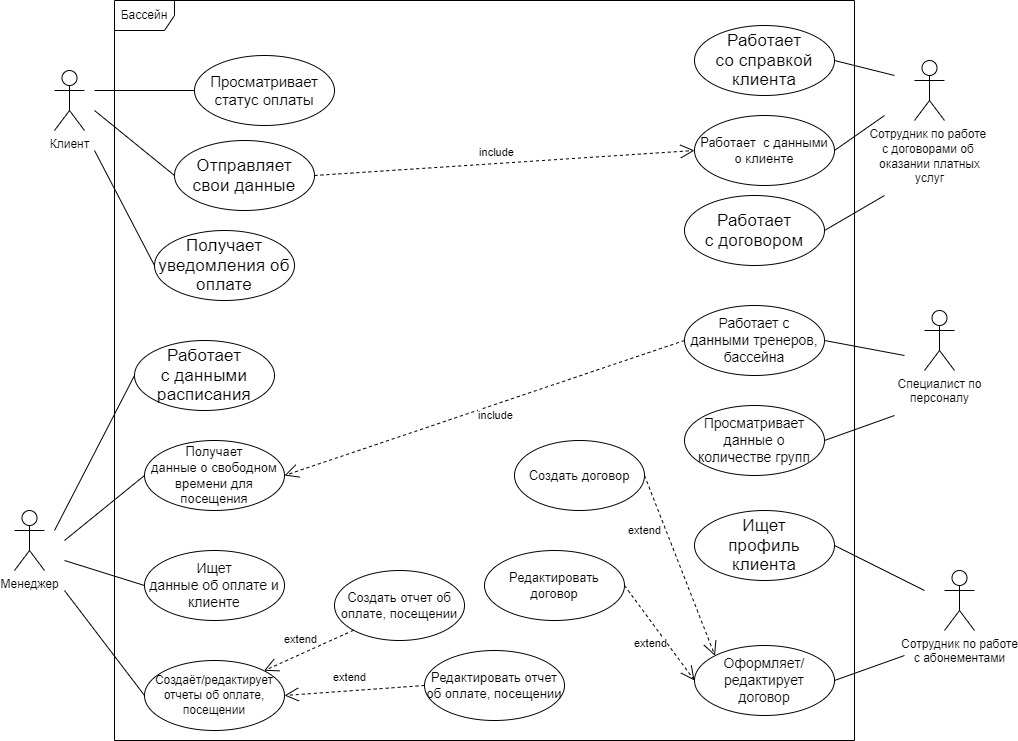 Бассейн
Просматривает
статус оплаты
Клиент
Отправляет
свои данные
Получает
уведомления об
оплате
include
Работает
со справкой
клиента
Работает с данными
о клиенте
Работает
с договором
Сотрудник по работе
с договорами об
оказании платных
услуг
Работает
с данными
расписания
Получает
данные о свободном
времени для
посещения
include
Работает с
данными тренеров,
бассейна
Просматривает
данные о
количестве групп
Специалист по
персоналу
Менеджер
Ищет
данные об оплате и
клиенте
Создаёт/редактирует
отчеты об оплате,
посещении
Создать отчет об
оплате, посещении
extend
Редактировать отчет
об оплате, посещении
extend
Создать договор
extend
Редактировать
договор
extend
Ищет
профиль
клиента
Оформляет/
редактирует
договор
Сотрудник по работе
с абонементами